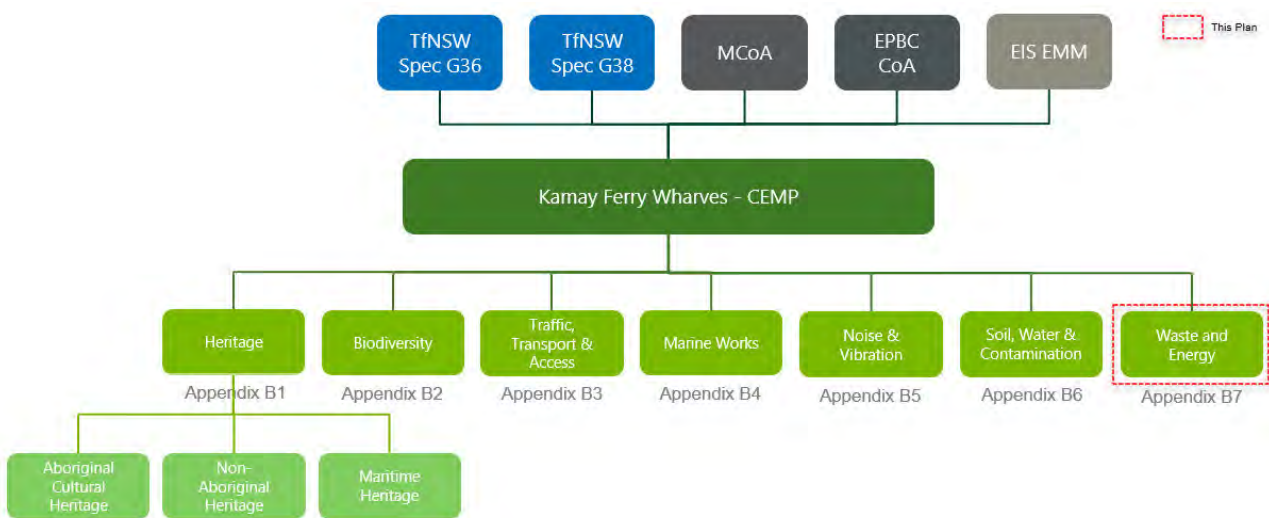 TfNSW
Spec G36
TfNSW
Spec G38
MCoA
EPBC
CoA
EIS EMM
This Plan
Kamay Ferry Wharves - CEMP
Heritage
Biodiversity
Traffic,
Transport &
Access
Marine Works
Noise &
Vibration
Soil, Water &
Contamination
Waste and
Energy
Appendix B1
Appendix B2
Appendix B3
Appendix B4
Appendix B5
Appendix B6
Appendix B7
Aboriginal
Cultural
Heritage
Non-
Aboriginal
Heritage
Maritime
Heritage